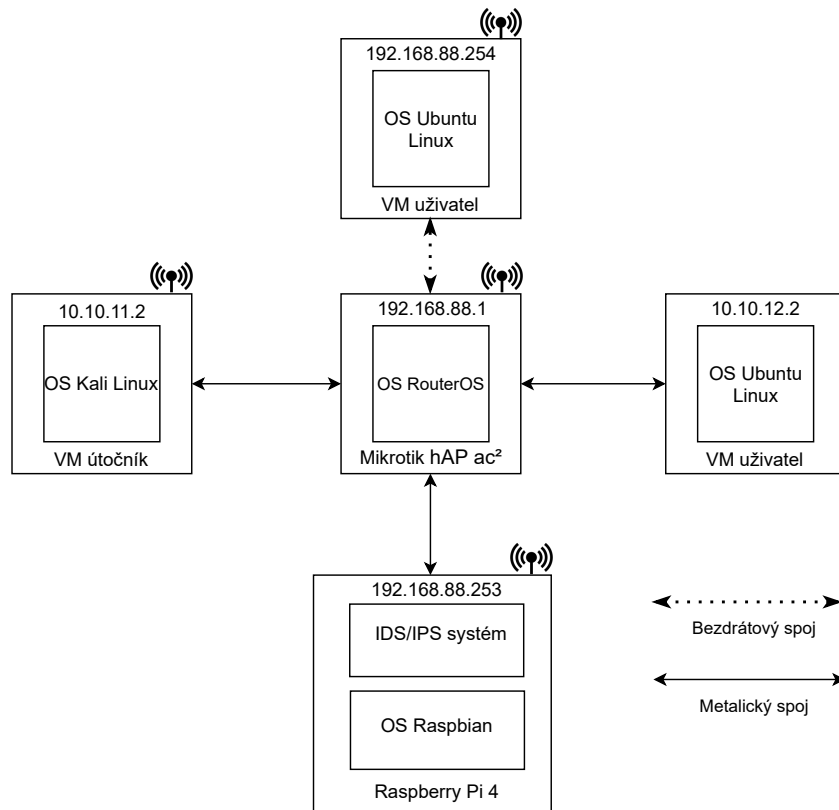 192.168.88.254
OS Ubuntu
Linux
VM uživatel
10.10.11.2
OS Kali Linux
VM útočník
192.168.88.1
OS RouterOS
Mikrotik hAP ac²
10.10.12.2
OS Ubuntu
Linux
VM uživatel
192.168.88.253
IDS/IPS systém
OS Raspbian
Raspberry Pi 4
Bezdrátový spoj
Metalický spoj